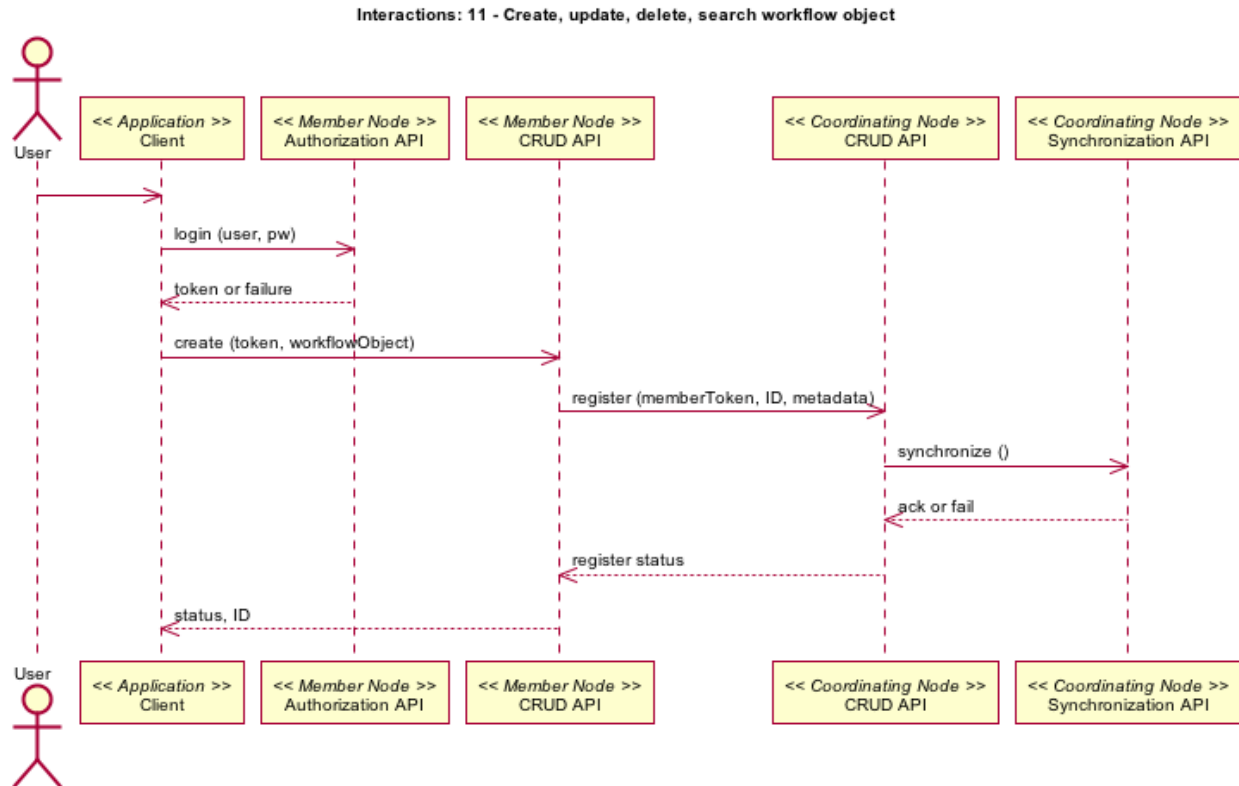 Interactions: 11 - Create, update, delete, search workflow object
User
<< Application >>
Client
<< Member Node >>
Authorization API
<< Member Node >>
CRUD API
<< Coordinating Node >>
CRUD API
<< Coordinating Node >>
Synchronization API
login (user, pw)
token or failure
create (token, workflowObject)
register (memberToken, ID, metadata)
synchronize ()
ack or fail
register status
status, ID
User
<< Application >>
Client
<< Member Node >>
Authorization API
<< Member Node >>
CRUD API
<< Coordinating Node >>
CRUD API
<< Coordinating Node >>
Synchronization API